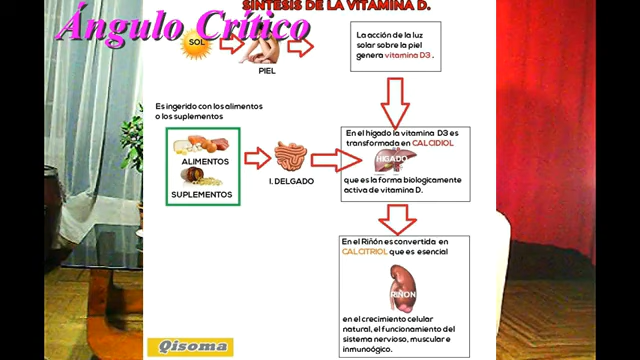 SINTESIS DE LA VITAMINA D.
Ángulo Crítico
SOL
PIEL
La acción de la luz
solar sobre la piel
genera vitamina D3 .
Es ingerido con los alimentos
o los suplementos
ALIMENTOS
SUPLEMENTOS
I. DELGADO
En el higado la vitamina D3 es
transformada en CALCIDIOL
HIGADO
que es la forma biologicamente
activa de vitamina D.
En el Riñón es convertida en
CALCITRIOL que es esencial
RIÑON
en el crecimiento celular
natural, el funcionamiento del
sistema nervioso, muscular e
inmunoógico.
Qisoma